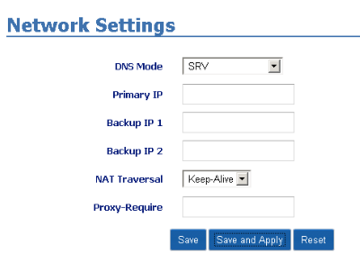 Network Settings
DNS Mode SRV
Primary IP
Backup IP 1
Backup IP 2
NAT Traversal Keep-Alive
Proxy-Require
Save Save and Apply Reset